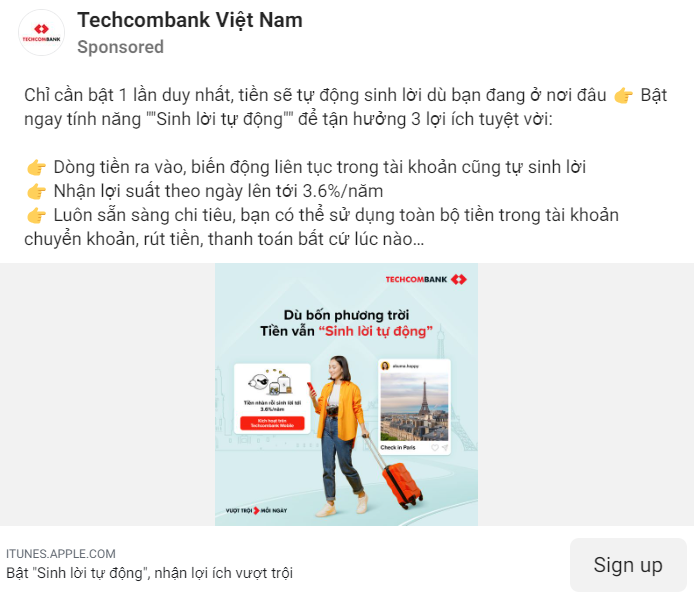 Techcombank Việt Nam
Sponsored
TECHCOMBANK
Chỉ cần bật 1 lần duy nhất, tiền sẽ tự động sinh lời dù bạn đang ở nơi đâu 👉 Bật
ngay tính năng ""Sinh lời tự động"" để tận hưởng 3 lợi ích tuyệt vời:
👉 Dòng tiền ra vào, biến động liên tục trong tài khoản cũng tự sinh lời
👉 Nhận lợi suất theo ngày lên tới 3.6%/năm
👉 Luôn sẵn sàng chi tiêu, bạn có thể sử dụng toàn bộ tiền trong tài khoản
chuyển khoản, rút tiền, thanh toán bất cứ lúc nào...
TECHCOMBANK
Dù bốn phương trời
Tiền vẫn "Sinh lời tự động"
Tiền nhàn rỗi sinh lời tới
3.6%/năm
Kích hoạt trên
Techcombank Mobile
Check in Paris
VƯỢT TRỘI MỖI NGÀY
ITUNES.APPLE.COM
Bật "Sinh lời tự động", nhận lợi ích vượt trội
Sign up